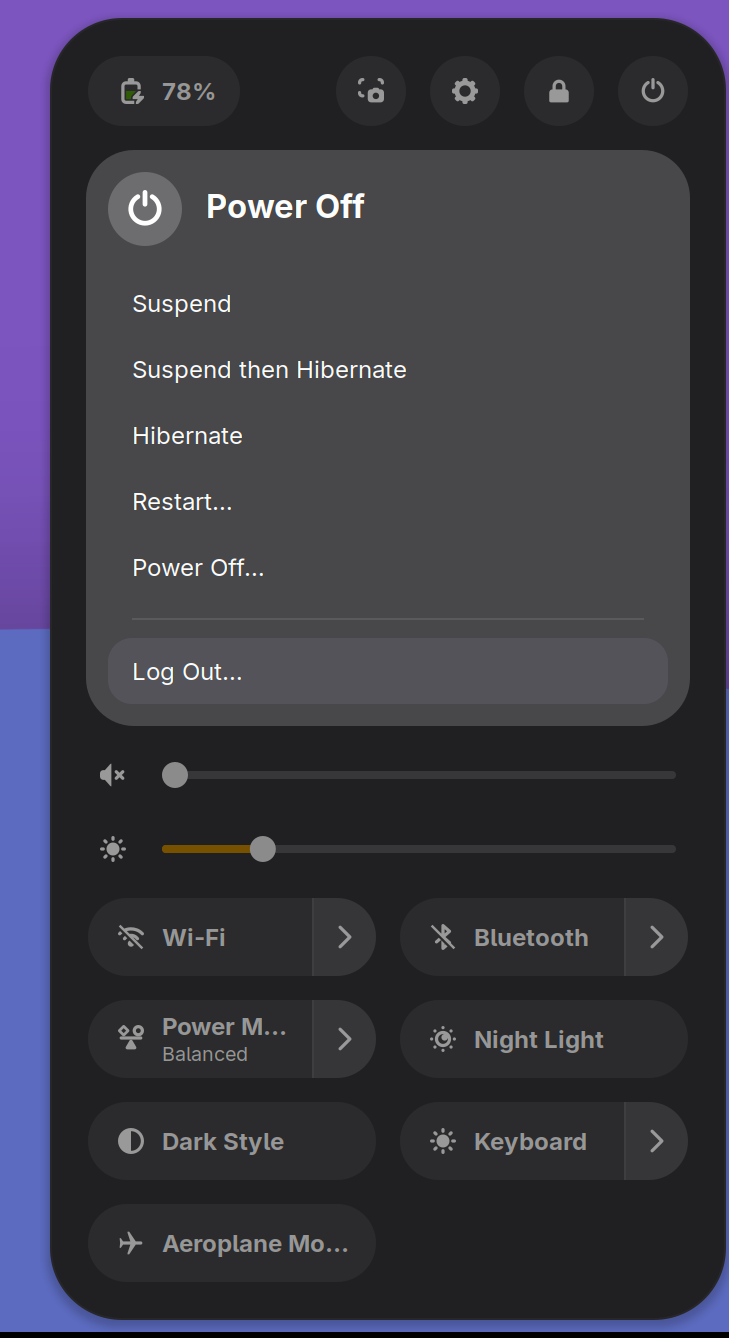 78%
Power Off
Suspend
Suspend then Hibernate
Hibernate
Restart…
Power Off…
Log Out…
Wi-Fi
Bluetooth
Power M…
Balanced
Night Light
Dark Style
Keyboard
Aeroplane Mo…